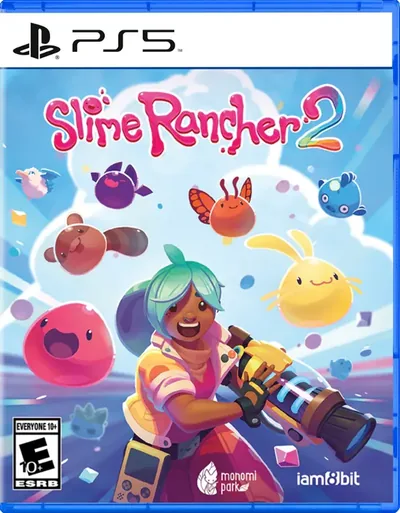 PS5
Slime Rancher 2
EVERYONE 10+
E
10+
ESRB
monomi
park
iam8bit